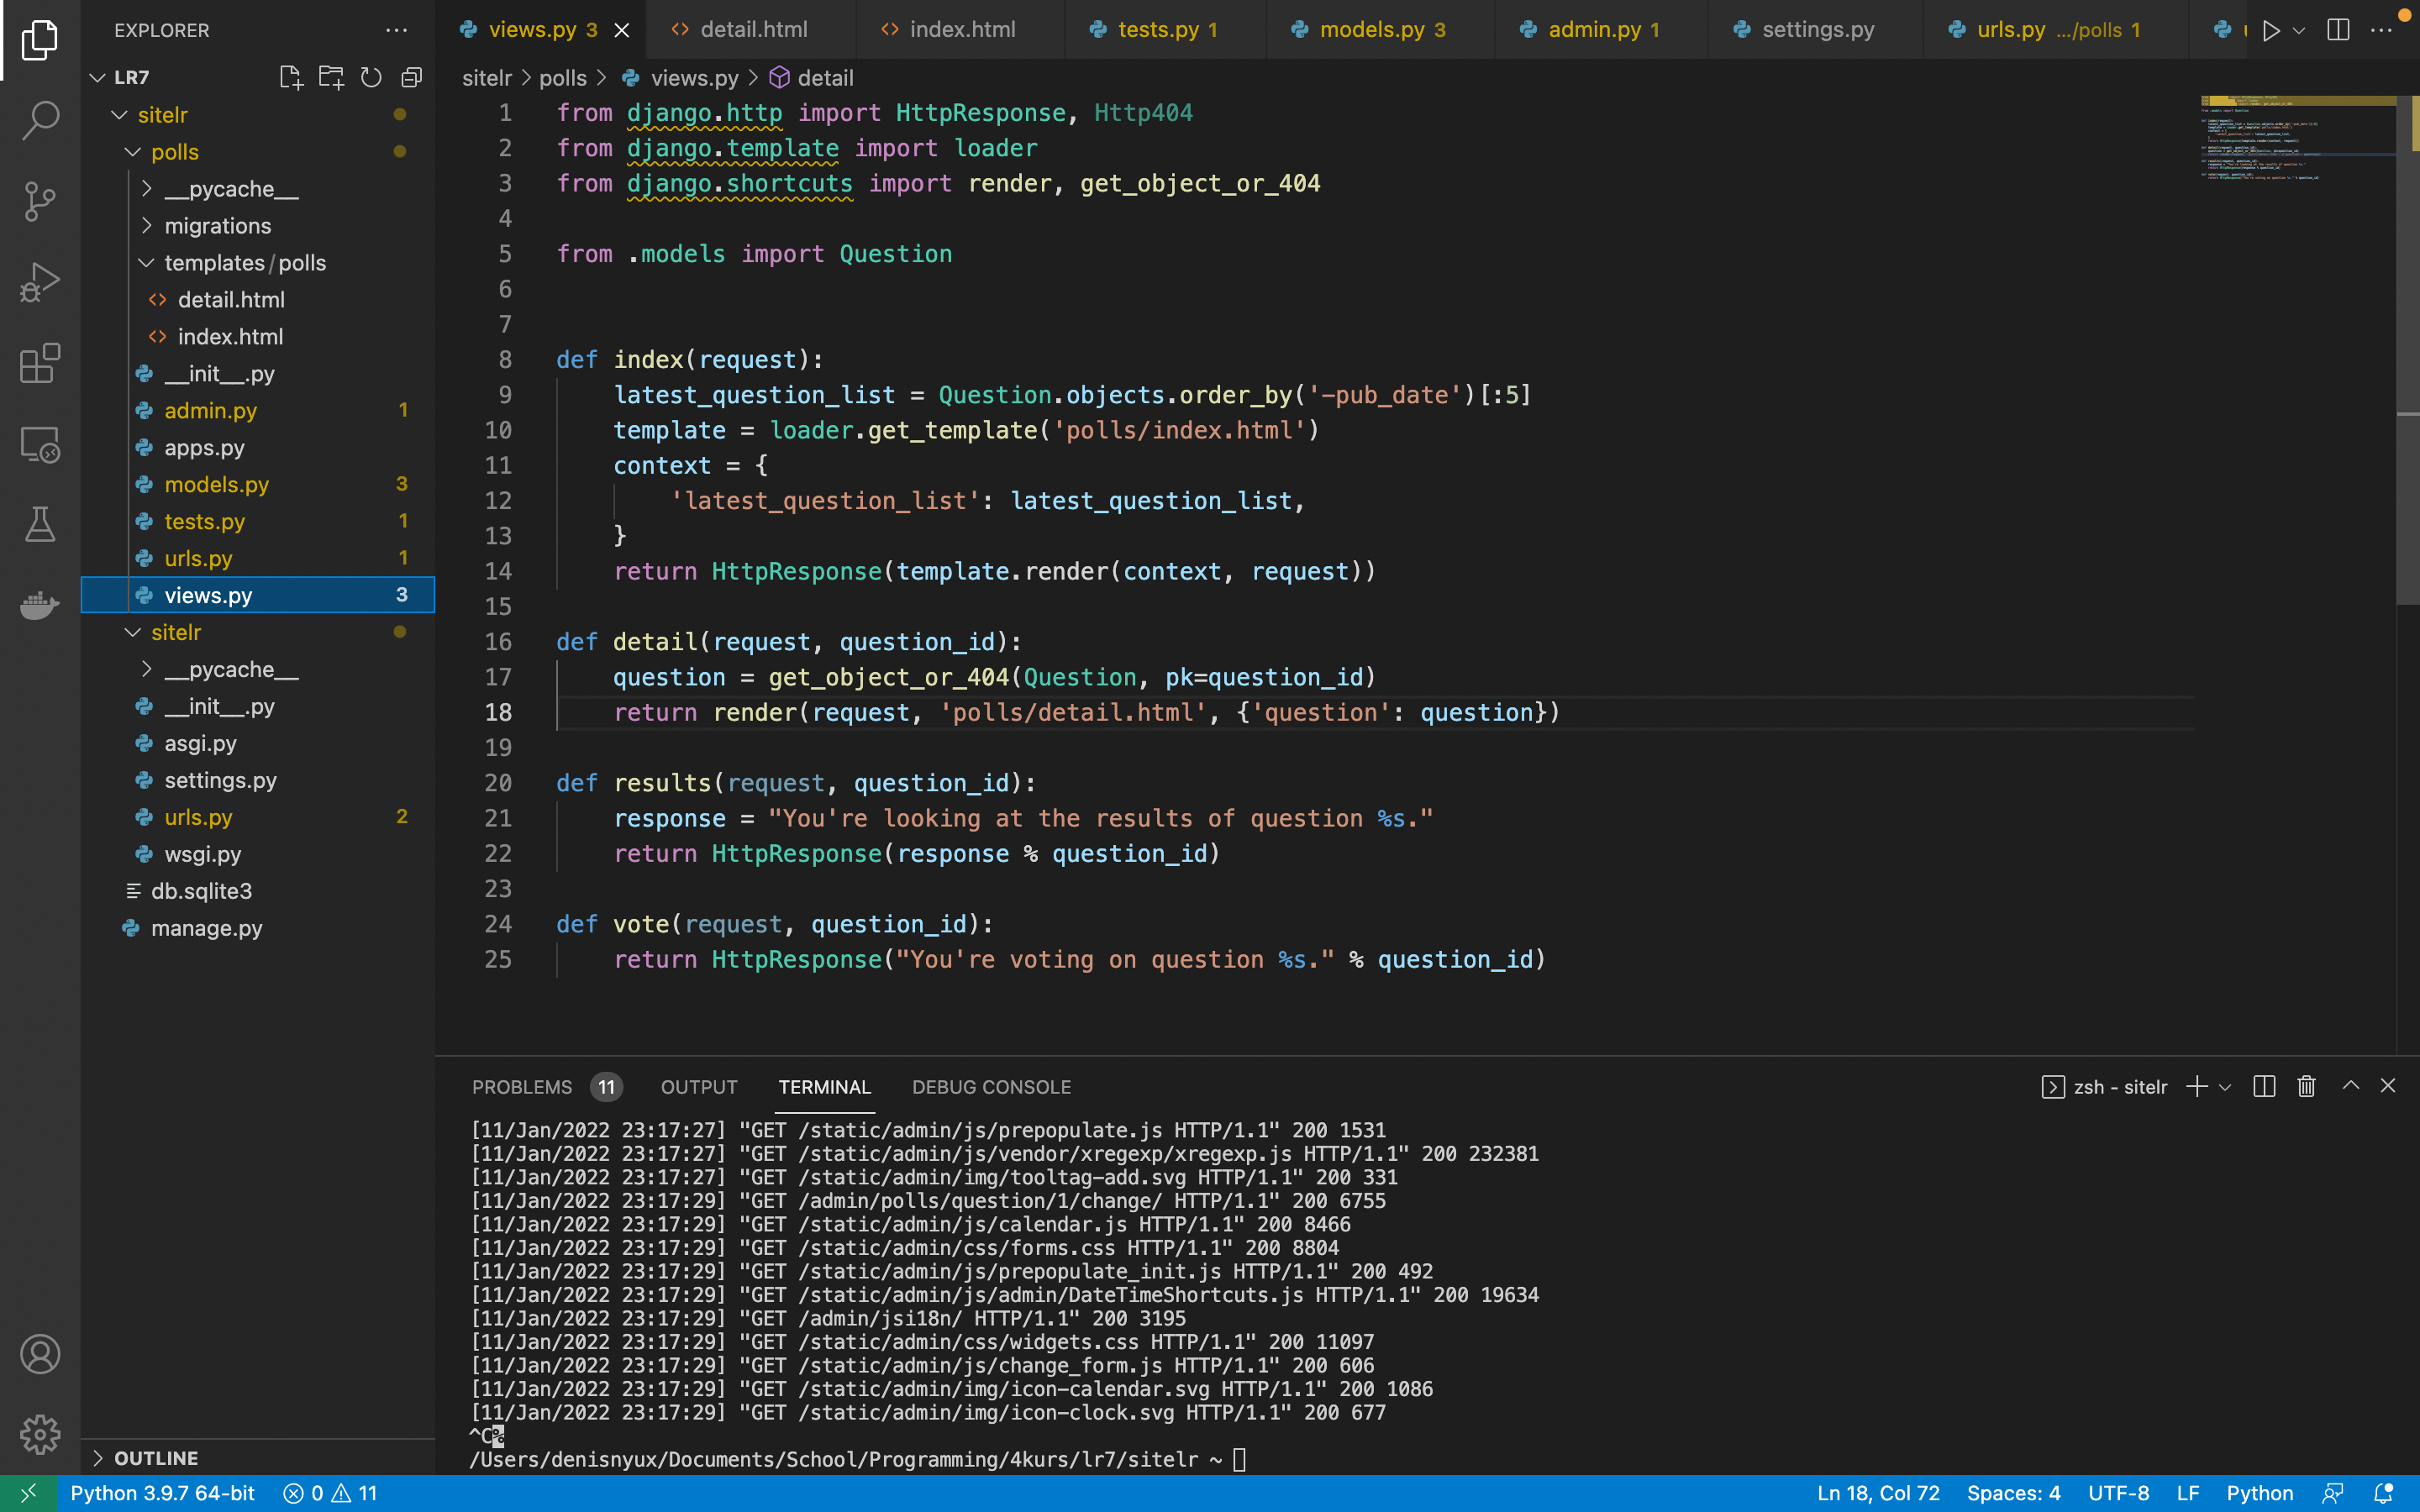 EXPLORER
LR7
sitelr
polls
__pycache__
migrations
templates/polls
detail.html
index.html
__init__.py
admin.py 1
apps.py
models.py 3
tests.py 1
urls.py 1
views.py 3
sitelr
__pycache__
__init__.py
asgi.py
settings.py
urls.py 2
wsgi.py
db.sqlite3
manage.py
OUTLINE
views.py 3 detail.html index.html tests.py 1 models.py 3 admin.py 1 settings.py urls.py .../polls 1
sitelr > polls > views.py > detail
1 from django.http import HttpResponse, Http404
2 from django.template import loader
3 from django.shortcuts import render, get_object_or_404
4
5 from .models import Question
6
7
8 def index(request):
9 latest_question_list = Question.objects.order_by('-pub_date')[:5]
10 template = loader.get_template('polls/index.html')
11 context = {
12 'latest_question_list': latest_question_list,
13 }
14 return HttpResponse(template.render(context, request))
15
16 def detail(request, question_id):
17 question = get_object_or_404(Question, pk=question_id)
18 return render(request, 'polls/detail.html', {'question': question})
19
20 def results(request, question_id):
21 response = "You're looking at the results of question %s."
22 return HttpResponse(response % question_id)
23
24 def vote(request, question_id):
25 return HttpResponse("You're voting on question %s." % question_id)
PROBLEMS 11 OUTPUT TERMINAL DEBUG CONSOLE zsh - sitelr
[11/Jan/2022 23:17:27] "GET /static/admin/js/prepopulate.js HTTP/1.1" 200 1531
[11/Jan/2022 23:17:27] "GET /static/admin/js/vendor/xregexp/xregexp.js HTTP/1.1" 200 232381
[11/Jan/2022 23:17:27] "GET /static/admin/img/tooltag-add.svg HTTP/1.1" 200 331
[11/Jan/2022 23:17:29] "GET /admin/polls/question/1/change/ HTTP/1.1" 200 6755
[11/Jan/2022 23:17:29] "GET /static/admin/js/calendar.js HTTP/1.1" 200 8466
[11/Jan/2022 23:17:29] "GET /static/admin/css/forms.css HTTP/1.1" 200 8804
[11/Jan/2022 23:17:29] "GET /static/admin/js/prepopulate_init.js HTTP/1.1" 200 492
[11/Jan/2022 23:17:29] "GET /static/admin/js/admin/DateTimeShortcuts.js HTTP/1.1" 200 19634
[11/Jan/2022 23:17:29] "GET /admin/jsi18n/ HTTP/1.1" 200 3195
[11/Jan/2022 23:17:29] "GET /static/admin/css/widgets.css HTTP/1.1" 200 11097
[11/Jan/2022 23:17:29] "GET /static/admin/js/change_form.js HTTP/1.1" 200 606
[11/Jan/2022 23:17:29] "GET /static/admin/img/icon-calendar.svg HTTP/1.1" 200 1086
[11/Jan/2022 23:17:29] "GET /static/admin/img/icon-clock.svg HTTP/1.1" 200 677
^C%
/Users/denisnyux/Documents/School/Programming/4kurs/lr7/sitelr ~
Python 3.9.7 64-bit 0 11 Ln 18, Col 72 Spaces: 4 UTF-8 LF Python